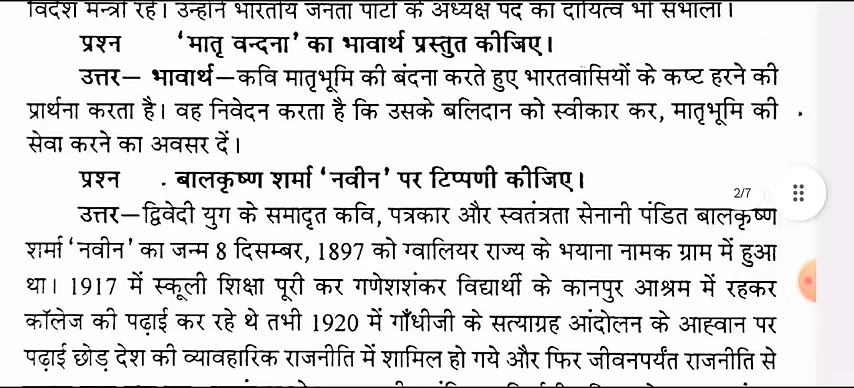 विदेश मन्त्री रहे। उन्होंने भारतीय जनता पार्टी के अध्यक्ष पद का दायित्व भी संभाला।
प्रश्न 'मातृ वन्दना' का भावार्थ प्रस्तुत कीजिए।
उत्तर— भावार्थ—कवि मातृभूमि की बंदना करते हुए भारतवासियों के कष्ट हरने की
प्रार्थना करता है। वह निवेदन करता है कि उसके बलिदान को स्वीकार कर, मातृभूमि की
सेवा करने का अवसर दें।
प्रश्न . बालकृष्ण शर्मा 'नवीन' पर टिप्पणी कीजिए।
2/7
उत्तर—द्विवेदी युग के समादृत कवि, पत्रकार और स्वतंत्रता सेनानी पंडित बालकृष्ण
शर्मा 'नवीन' का जन्म 8 दिसम्बर, 1897 को ग्वालियर राज्य के भयाना नामक ग्राम में हुआ
था। 1917 में स्कूली शिक्षा पूरी कर गणेशशंकर विद्यार्थी के कानपुर आश्रम में रहकर
कॉलेज की पढ़ाई कर रहे थे तभी 1920 में गाँधीजी के सत्याग्रह आंदोलन के आह्वान पर
पढ़ाई छोड़ देश की व्यावहारिक राजनीति में शामिल हो गये और फिर जीवनपर्यंत राजनीति से